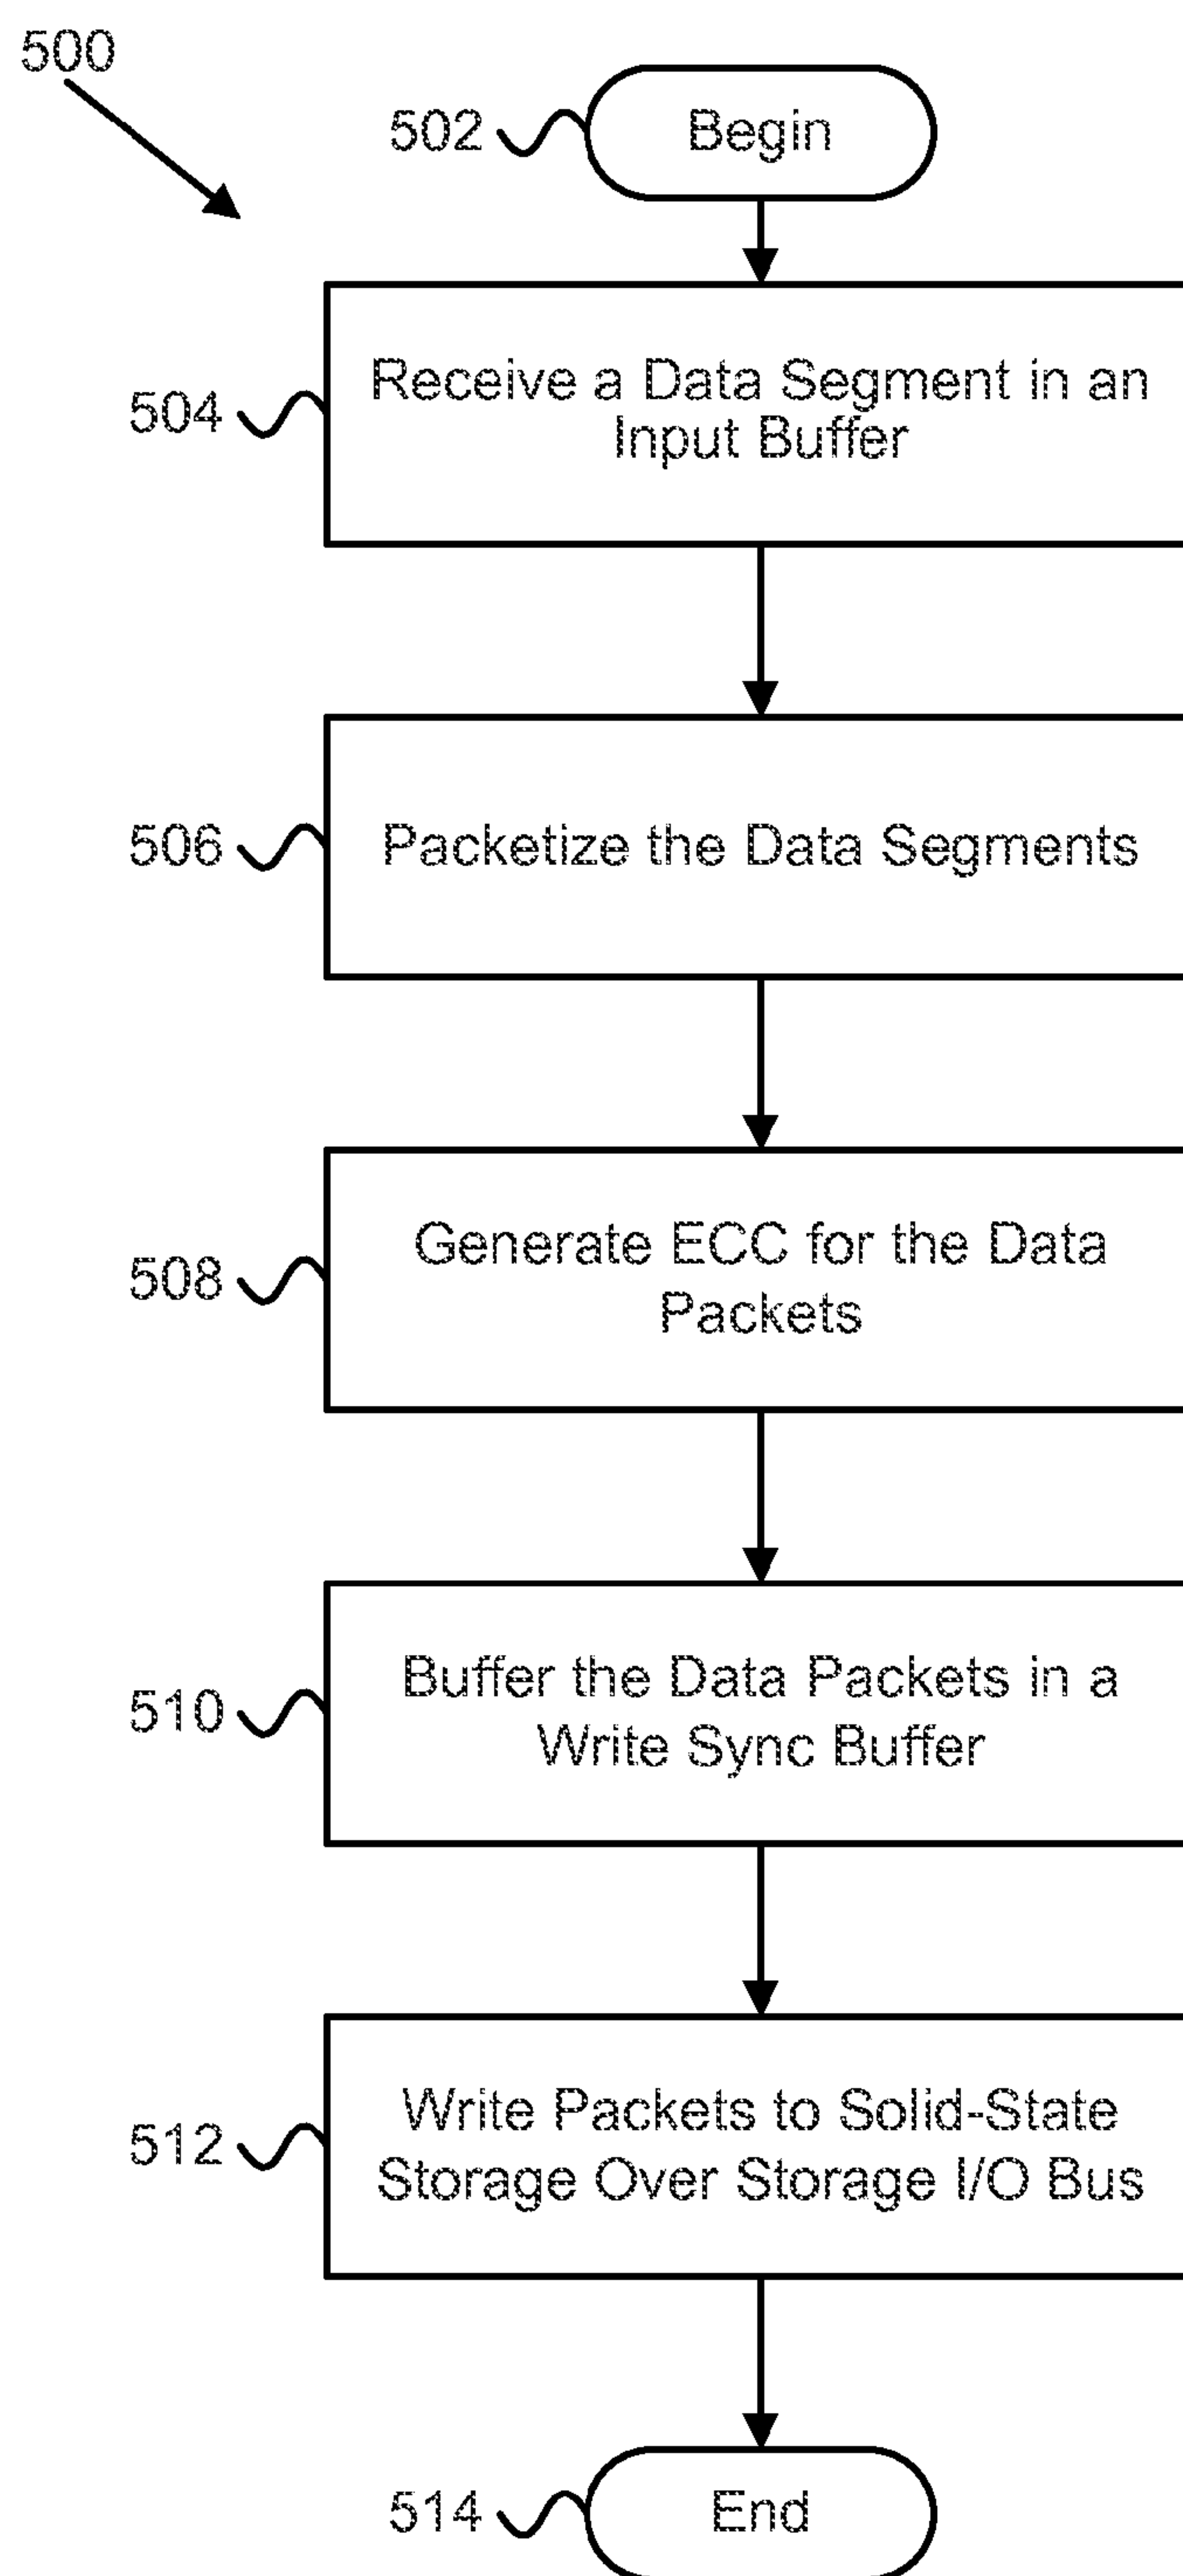 500
502
Begin
504
Receive a Data Segment in an
Input Buffer
506
Packetize the Data Segments
508
Generate ECC for the Data
Packets
510
Buffer the Data Packets in a
Write Sync Buffer
512
Write Packets to Solid-State
Storage Over Storage I/O Bus
514
End